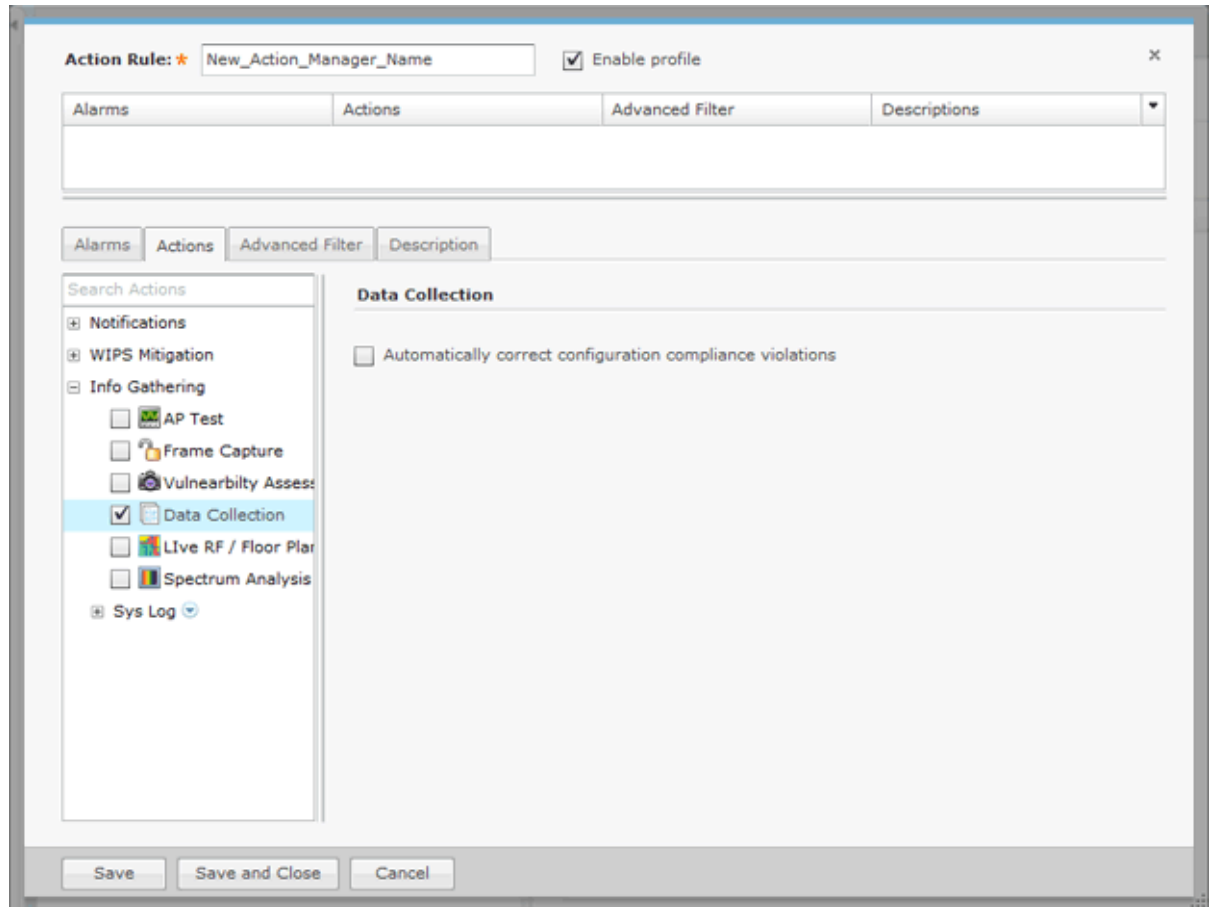 Action Rule: * New_Action_Manager_Name Enable profile
Alarms Actions Advanced Filter Descriptions
Alarms Actions Advanced Filter Description
Search Actions
Data Collection
Notifications
WIPS Mitigation
Automatically correct configuration compliance violations
Info Gathering
AP Test
Frame Capture
Vulnearbilty Assess
Data Collection
LIve RF / Floor Plan
Spectrum Analysis
Sys Log
Save Save and Close Cancel